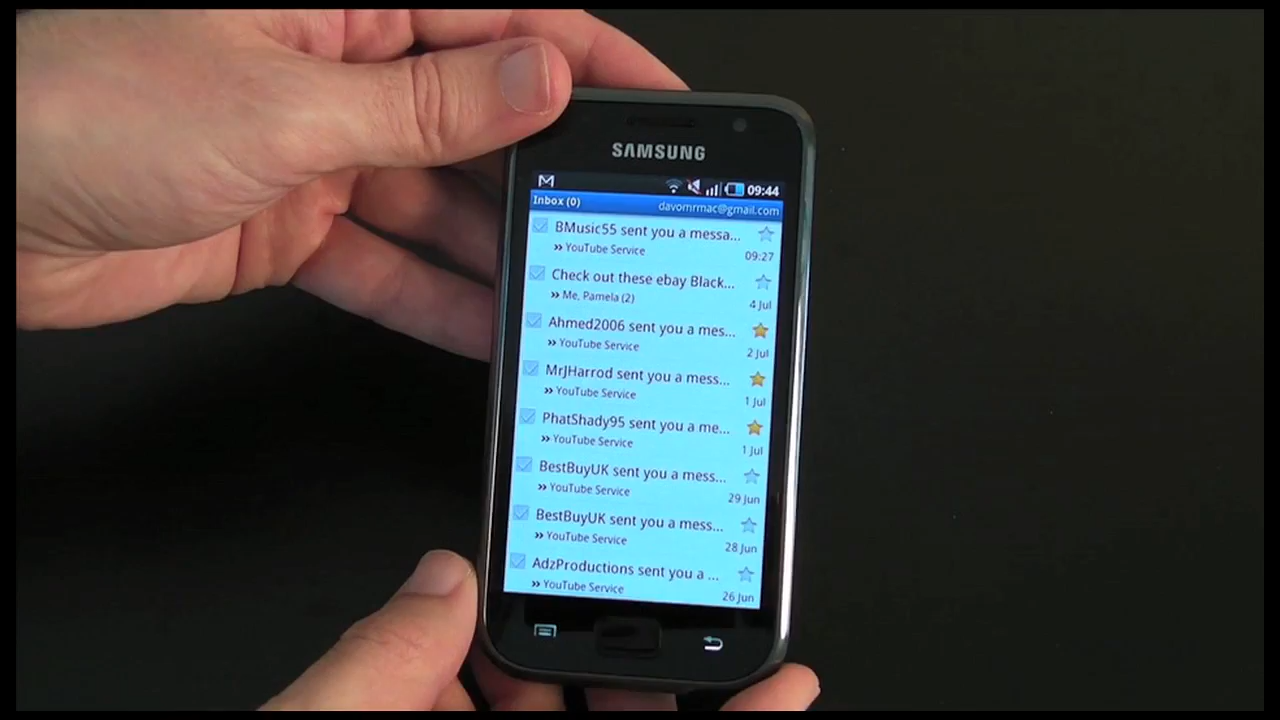 SAMSUNG
09:44
Inbox (0) davomrmac@gmail.com
BMusic55 sent you a messa...
›› YouTube Service 09:27
Check out these ebay Black...
›› Me, Pamela (2) 4 Jul
Ahmed2006 sent you a mes...
›› YouTube Service 2 Jul
MrJHarrod sent you a mess...
›› YouTube Service 1 Jul
PhatShady95 sent you a me...
›› YouTube Service 1 Jul
BestBuyUK sent you a mess...
›› YouTube Service 29 Jun
BestBuyUK sent you a mess...
›› YouTube Service 28 Jun
AdzProductions sent you a ...
›› YouTube Service 26 Jun